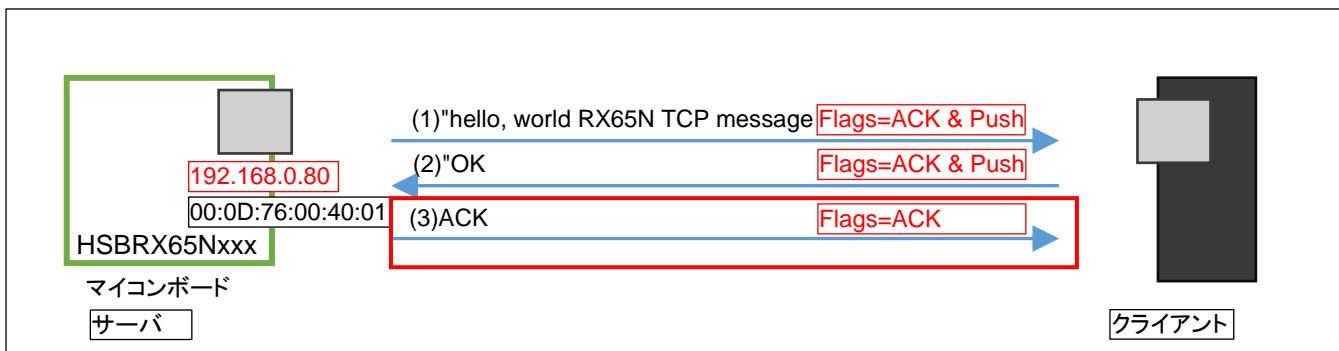 (1)"hello, world RX65N TCP message Flags=ACK & Push
(2)"OK Flags=ACK & Push
192.168.0.80
00:0D:76:00:40:01
(3)ACK Flags=ACK
HSBRX65Nxxx
マイコンボード
サーバ
クライアント